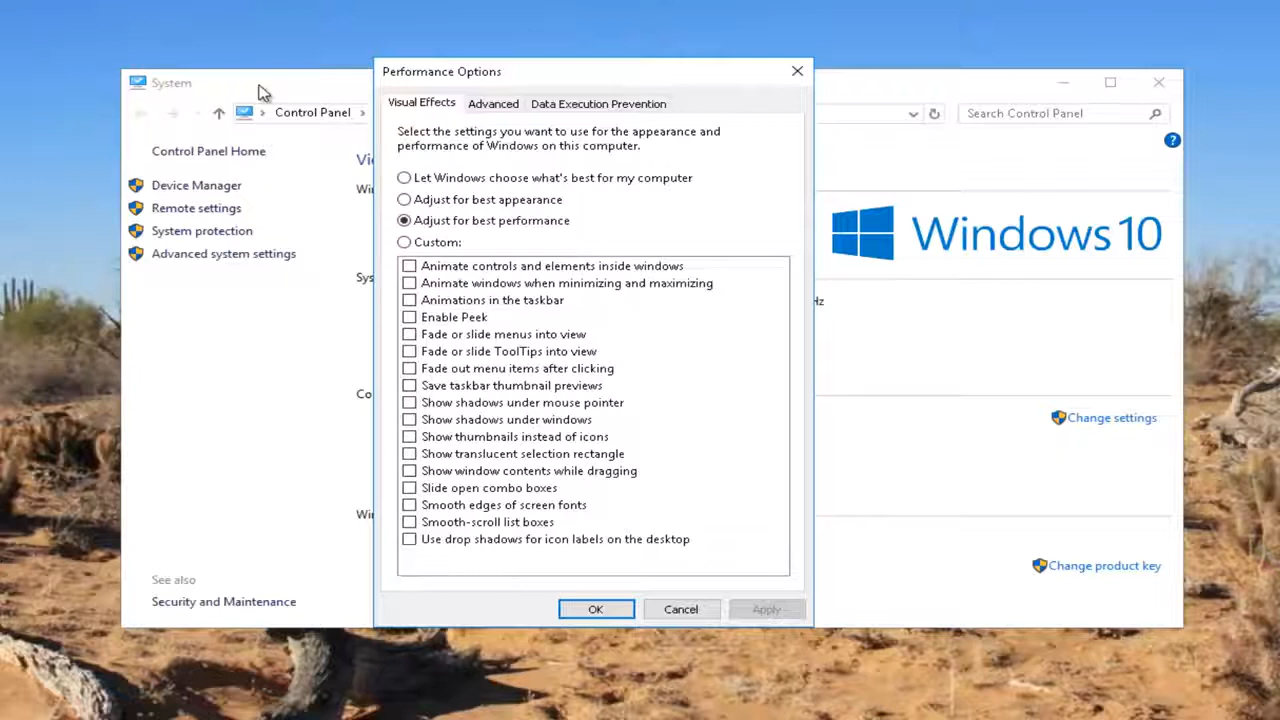 System
Control Panel
Search Control Panel
Control Panel Home
Device Manager
Remote settings
System protection
Advanced system settings
See also
Security and Maintenance
Performance Options
Visual Effects
Advanced
Data Execution Prevention
Select the settings you want to use for the appearance and
performance of Windows on this computer.
Let Windows choose what's best for my computer
Adjust for best appearance
Adjust for best performance
Custom:
Animate controls and elements inside windows
Animate windows when minimizing and maximizing
Animations in the taskbar
Enable Peek
Fade or slide menus into view
Fade or slide ToolTips into view
Fade out menu items after clicking
Save taskbar thumbnail previews
Show shadows under mouse pointer
Show shadows under windows
Show thumbnails instead of icons
Show translucent selection rectangle
Show window contents while dragging
Slide open combo boxes
Smooth edges of screen fonts
Smooth-scroll list boxes
Use drop shadows for icon labels on the desktop
OK
Cancel
Apply
Windows 10
Change settings
Change product key